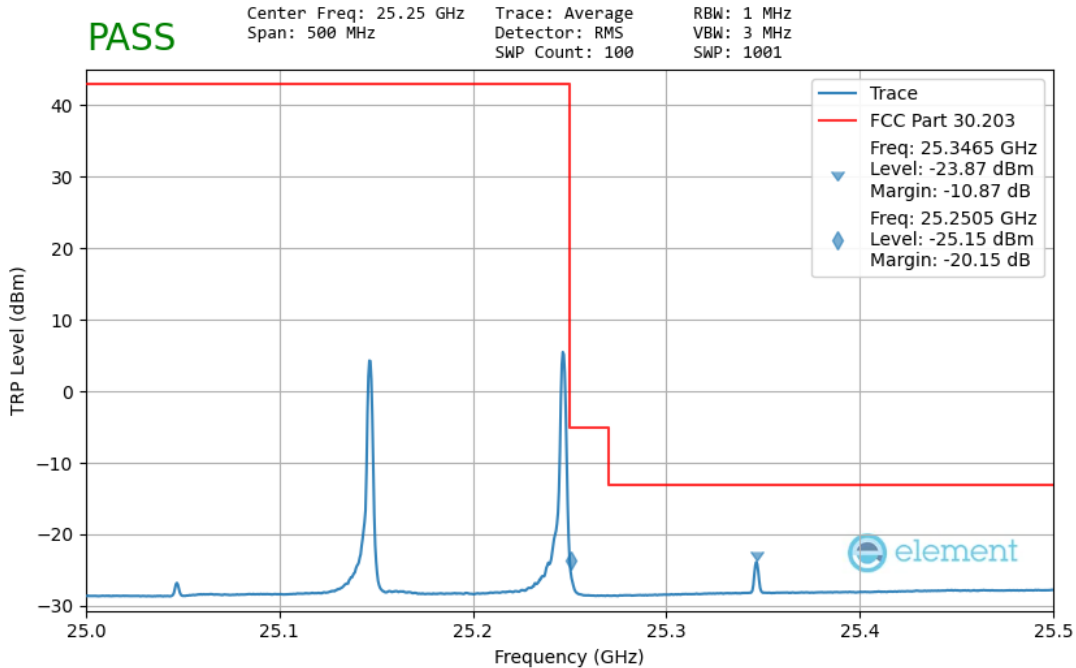 PASS
Center Freq: 25.25 GHz
Span: 500 MHz
Trace: Average
Detector: RMS
SWP Count: 100
RBW: 1 MHz
VBW: 3 MHz
SWP: 1001
Trace
FCC Part 30.203
Freq: 25.3465 GHz
Level: -23.87 dBm
Margin: -10.87 dB
Freq: 25.2505 GHz
Level: -25.15 dBm
Margin: -20.15 dB
TRP Level (dBm)
40
30
20
10
0
−10
−20
−30
element
25.0
25.1
25.2
25.3
25.4
25.5
Frequency (GHz)